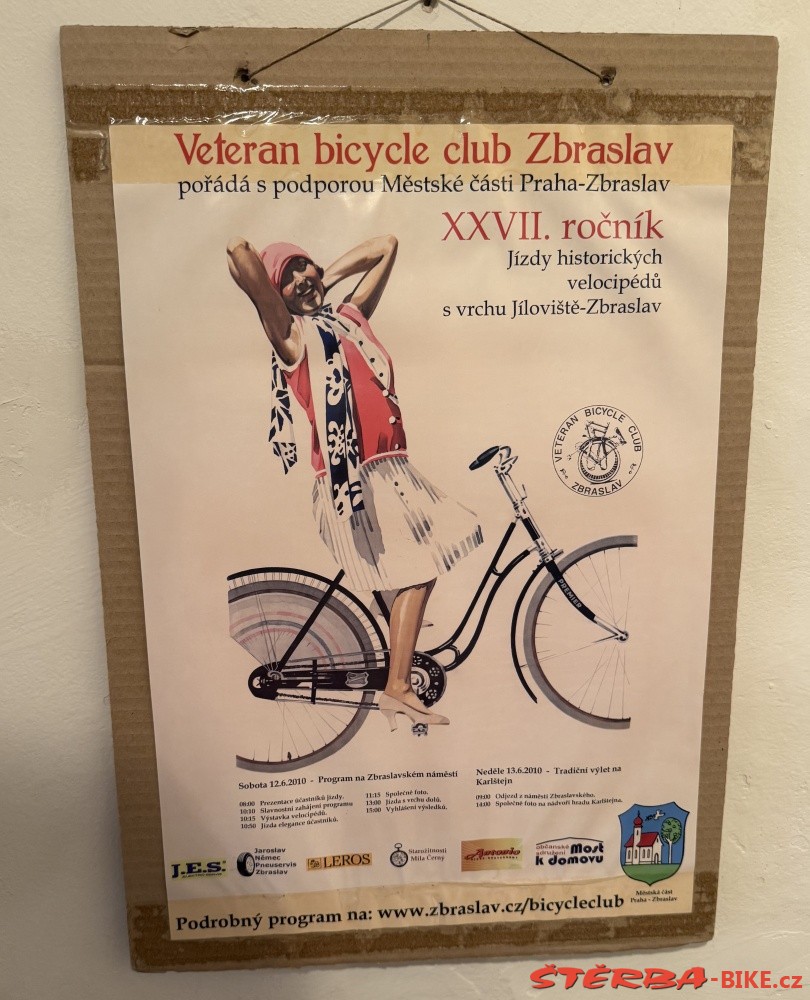 Veteran bicycle club Zbraslav
pořádá s podporou Městské části Praha-Zbraslav
XXVII. ročník
Jízdy historických
velocipédů
s vrchu Jíloviště-Zbraslav
VETERAN BICYCLE CLUB
ZBRASLAV
PREMIER
Sobota 12.6.2010 - Program na Zbraslavském náměstí
08:00 Prezentace účastníků jízdy.
10:10 Slavnostní zahájení programu
10:15 Výstavka velocipédů.
10:50 Jízda elegance účastníků.
11:15 Společné foto.
13:00 Jízda s vrchu dolů.
15:00 Vyhlášení výsledků.
Neděle 13.6.2010 - Tradiční výlet na
Karlštejn
09:00 Odjezd z náměstí Zbraslavského.
14:00 Společné foto na nádvoří hradu Karlštejna.
J.E.S.
Jaroslav
Němec
Pneuservis
Zbraslav
LEROS
Starožitnosti
Míla Černý
občanské
sdružení Most
k domovu
Městská část
Praha - Zbraslav
Podrobný program na: www.zbraslav.cz/bicycleclub
ŠTĚRBA-BIKE.cz